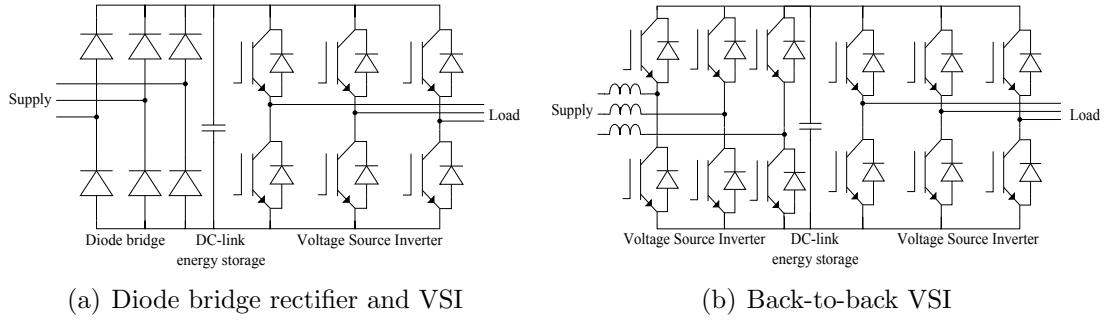 Supply
Load
Diode bridge
DC-link
energy storage
Voltage Source Inverter
(a) Diode bridge rectifier and VSI
Supply
Load
Voltage Source Inverter
DC-link
energy storage
Voltage Source Inverter
(b) Back-to-back VSI